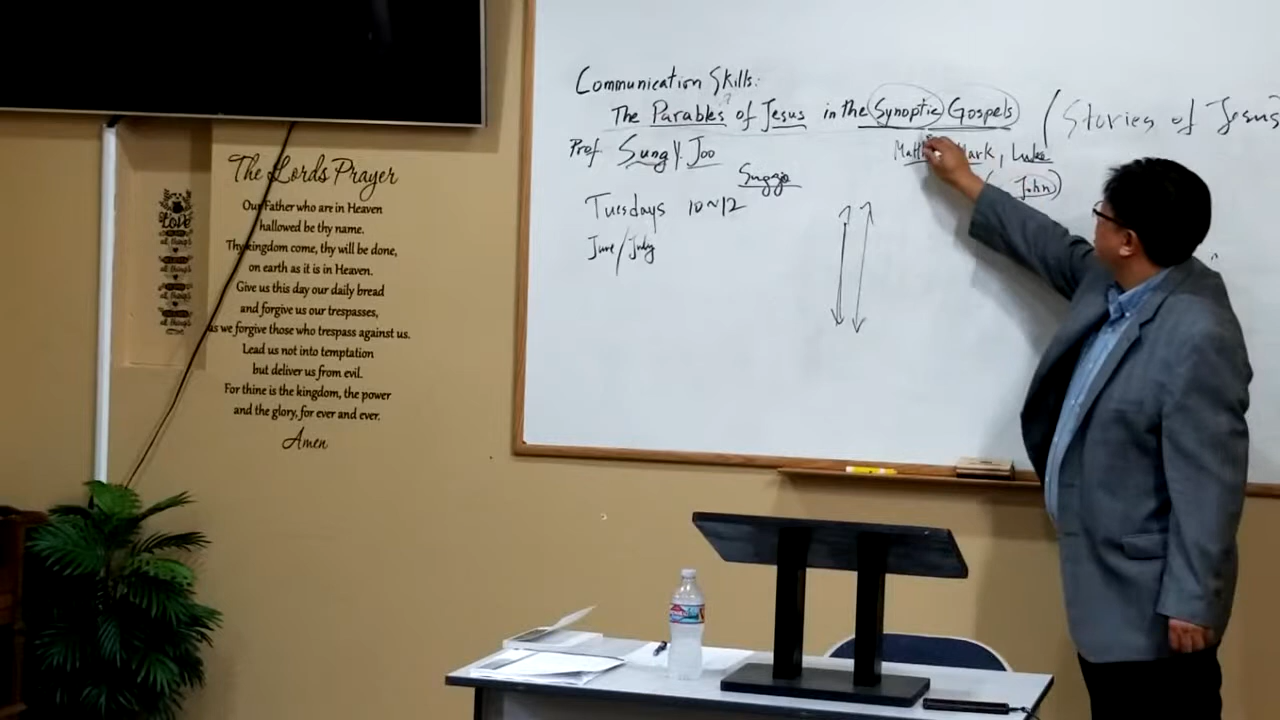 The Lord's Prayer
Our Father who are in Heaven
hallowed be thy name.
Thy kingdom come, thy will be done,
on earth as it is in Heaven.
Give us this day our daily bread
and forgive us our trespasses,
as we forgive those who trespass against us.
Lead us not into temptation
but deliver us from evil.
For thine is the kingdom, the power
and the glory, for ever and ever.
Amen
Communication Skills:
The Parables of Jesus in the Synoptic Gospels (Stories of Jesus
Prof Sung Y. Joo
Mark, Luke
(John)
Tuesdays 10~12
June/July